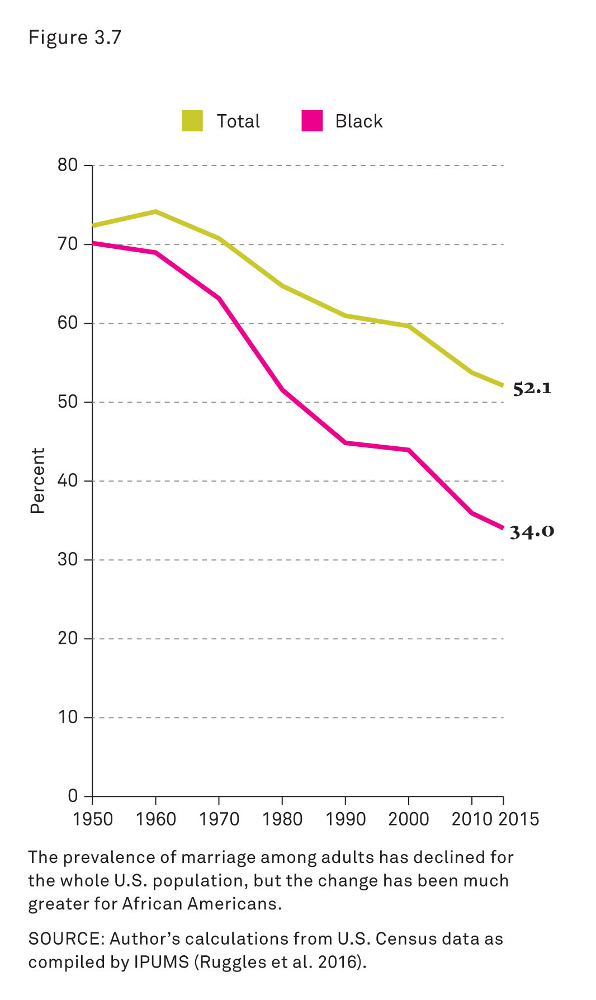 Figure 3.7
Total
Black
80
70
60
50
40
30
20
10
0
Percent
52.1
34.0
1950 1960 1970 1980 1990 2000 2010 2015
The prevalence of marriage among adults has declined for
the whole U.S. population, but the change has been much
greater for African Americans.
SOURCE: Author’s calculations from U.S. Census data as
compiled by IPUMS (Ruggles et al. 2016).